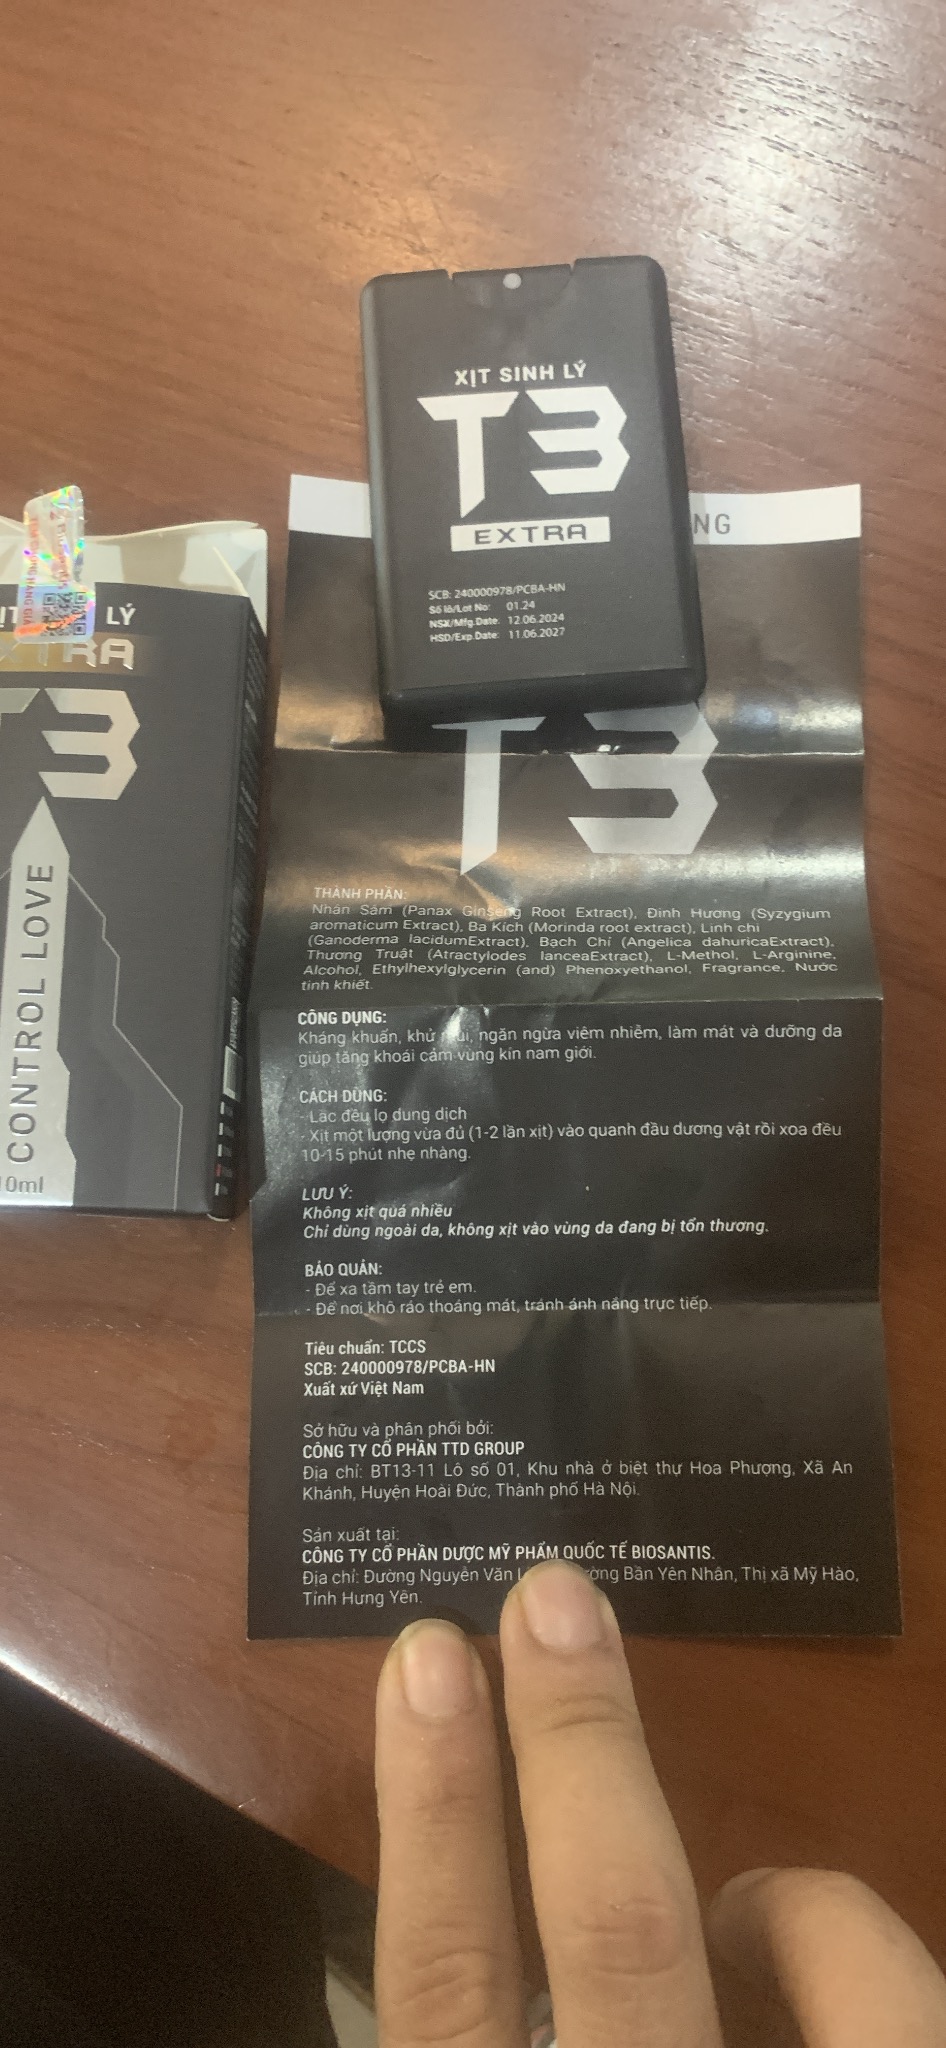 XỊT SINH LÝ
T3
EXTRA
SCB: 240000978/PCBA-HN
Số lô/Lot No: 01.24
NSX/Mfg.Date: 12.06.2024
HSD/Exp.Date: 11.06.2027
NG
LÝ
T3
CONTROL LOVE
0ml
T3
THÀNH PHẦN:
Nhân Sâm (Panax Ginseng Root Extract), Đinh Hương (Syzygium
aromaticum Extract), Ba Kích (Morinda root extract), Linh chi
(Ganoderma lacidumExtract), Bạch Chỉ (Angelica dahuricaExtract),
Thương Truật (Atractylodes lanceaExtract), L-Methol, L-Arginine,
Alcohol, Ethylhexylglycerin (and) Phenoxyethanol, Fragrance, Nước
tinh khiết.
CÔNG DỤNG:
Kháng khuẩn, khử mùi, ngăn ngừa viêm nhiễm, làm mát và dưỡng da
giúp tăng khoái cảm vùng kín nam giới.
CÁCH DÙNG:
- Lắc đều lọ dung dịch
- Xịt một lượng vừa đủ (1-2 lần xịt) vào quanh đầu dương vật rồi xoa đều
10-15 phút nhẹ nhàng.
LƯU Ý:
Không xịt quá nhiều
Chỉ dùng ngoài da, không xịt vào vùng da đang bị tổn thương.
BẢO QUẢN:
- Để xa tầm tay trẻ em.
- Để nơi khô ráo thoáng mát, tránh ánh nắng trực tiếp.
Tiêu chuẩn: TCCS
SCB: 240000978/PCBA-HN
Xuất xứ Việt Nam
Sở hữu và phân phối bởi:
CÔNG TY CỔ PHẦN TTD GROUP
Địa chỉ: BT13-11 Lô số 01, Khu nhà ở biệt thự Hoa Phượng, Xã An
Khánh, Huyện Hoài Đức, Thành phố Hà Nội.
Sản xuất tại:
CÔNG TY CỔ PHẦN DƯỢC MỸ PHẨM QUỐC TẾ BIOSANTIS.
Địa chỉ: Đường Nguyễn Văn Bần Yên Nhân, Thị xã Mỹ Hào,
Tỉnh Hưng Yên.